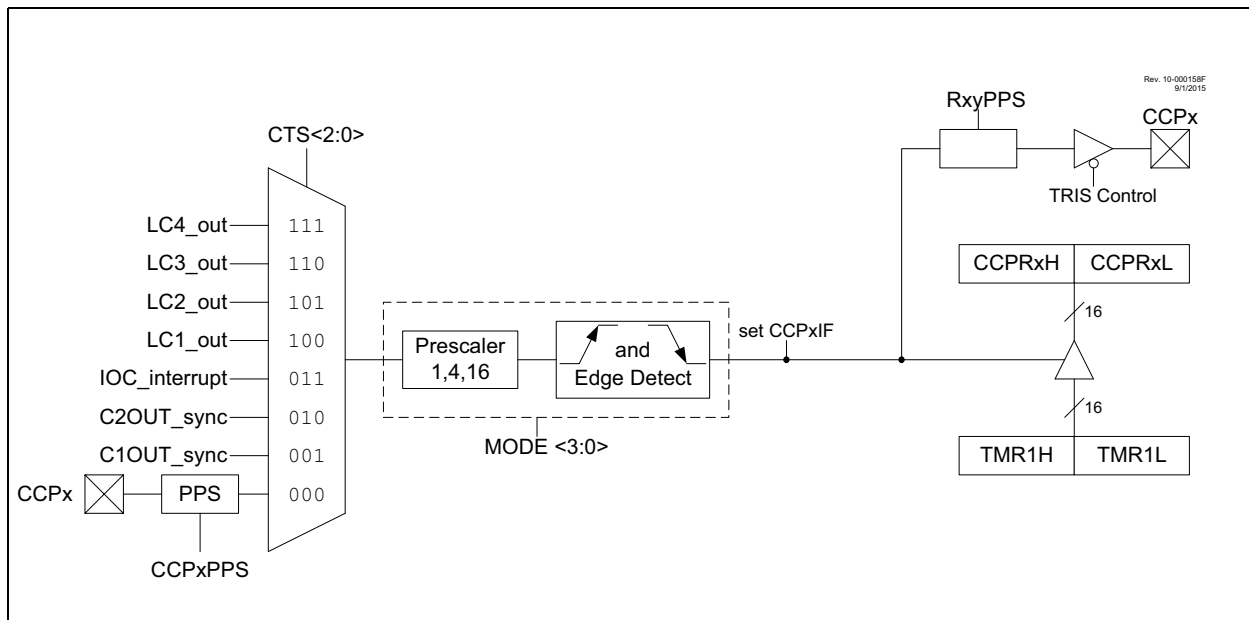 Rev. 10-000158F
9/1/2015
RxyPPS
CCPx
CTS<2:0>
TRIS Control
LC4_out 111
LC3_out 110
CCPRxH CCPRxL
LC2_out 101
16
LC1_out 100
set CCPxIF
Prescaler
1,4,16
and
Edge Detect
IOC_interrupt 011
C2OUT_sync 010
16
MODE <3:0>
C1OUT_sync 001
TMR1H TMR1L
CCPx PPS 000
CCPxPPS